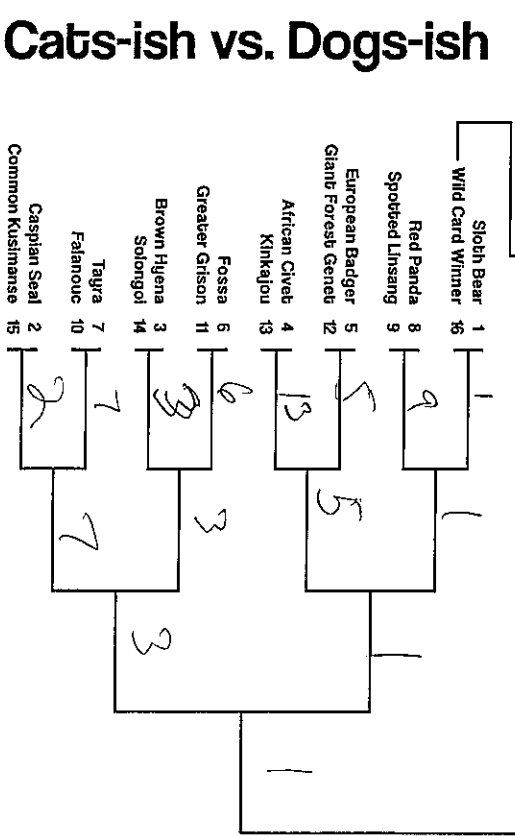 Cats-ish vs. Dogs-ish
Sloth Bear 1
Wild Card Winner 16
Red Panda 8
Spotted Linsang 9
European Badger 5
Giant Forest Genet 12
African Civet 4
Kinkajou 13
Fossa 6
Greater Grison 11
Brown Hyena 3
Solongoi 14
Tayra 7
Falanouc 10
Caspian Seal 2
Common Kusimanse 15
1
9
5
13
6
3
7
2
1
5
3
7
1
3
1